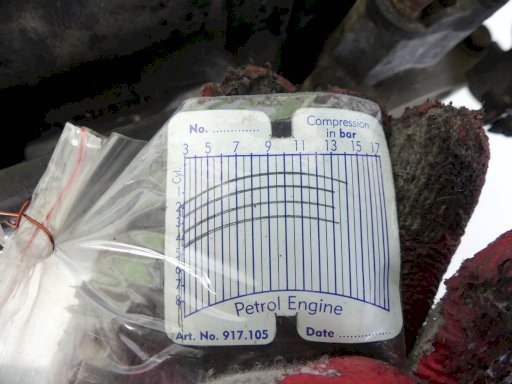 No. .............
Compression
in bar
3 5 7 9 11 13 15 17
Cyl.
1
2
3
4
5
6
7
8
Petrol Engine
Art. No. 917.105
Date ...............